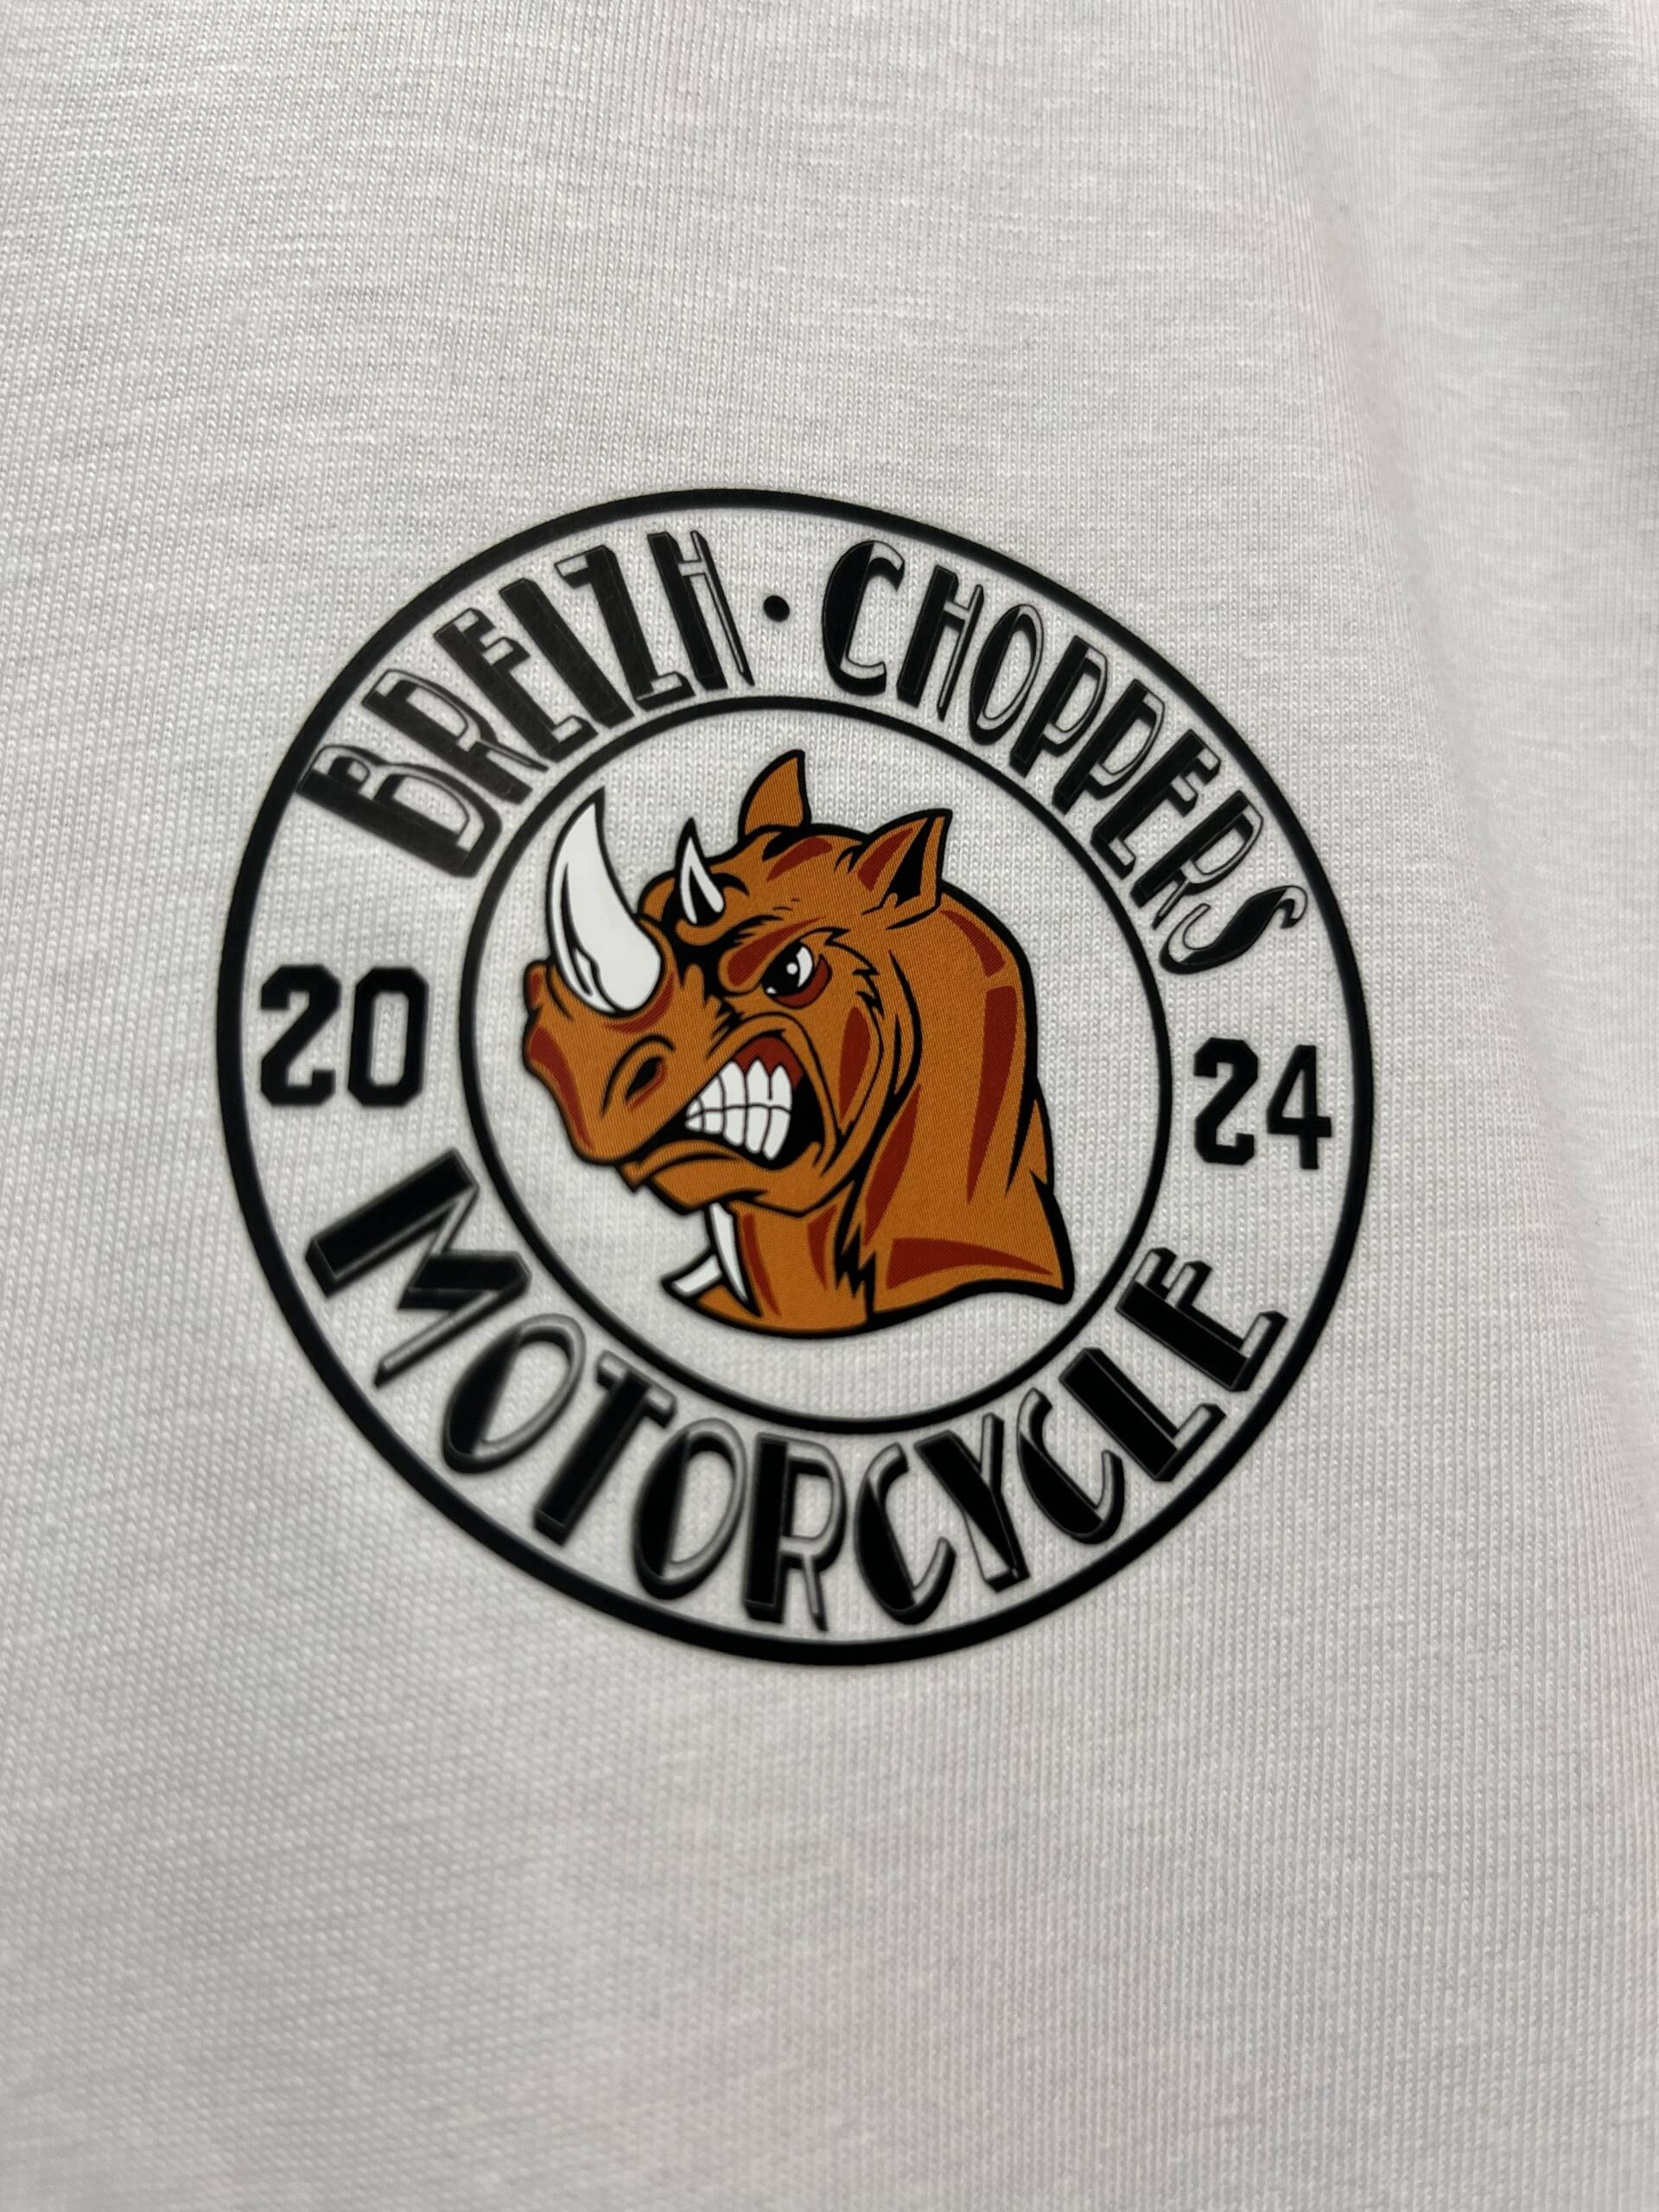 BREIZH · CHOPPERS
20 24
MOTORCYCLE